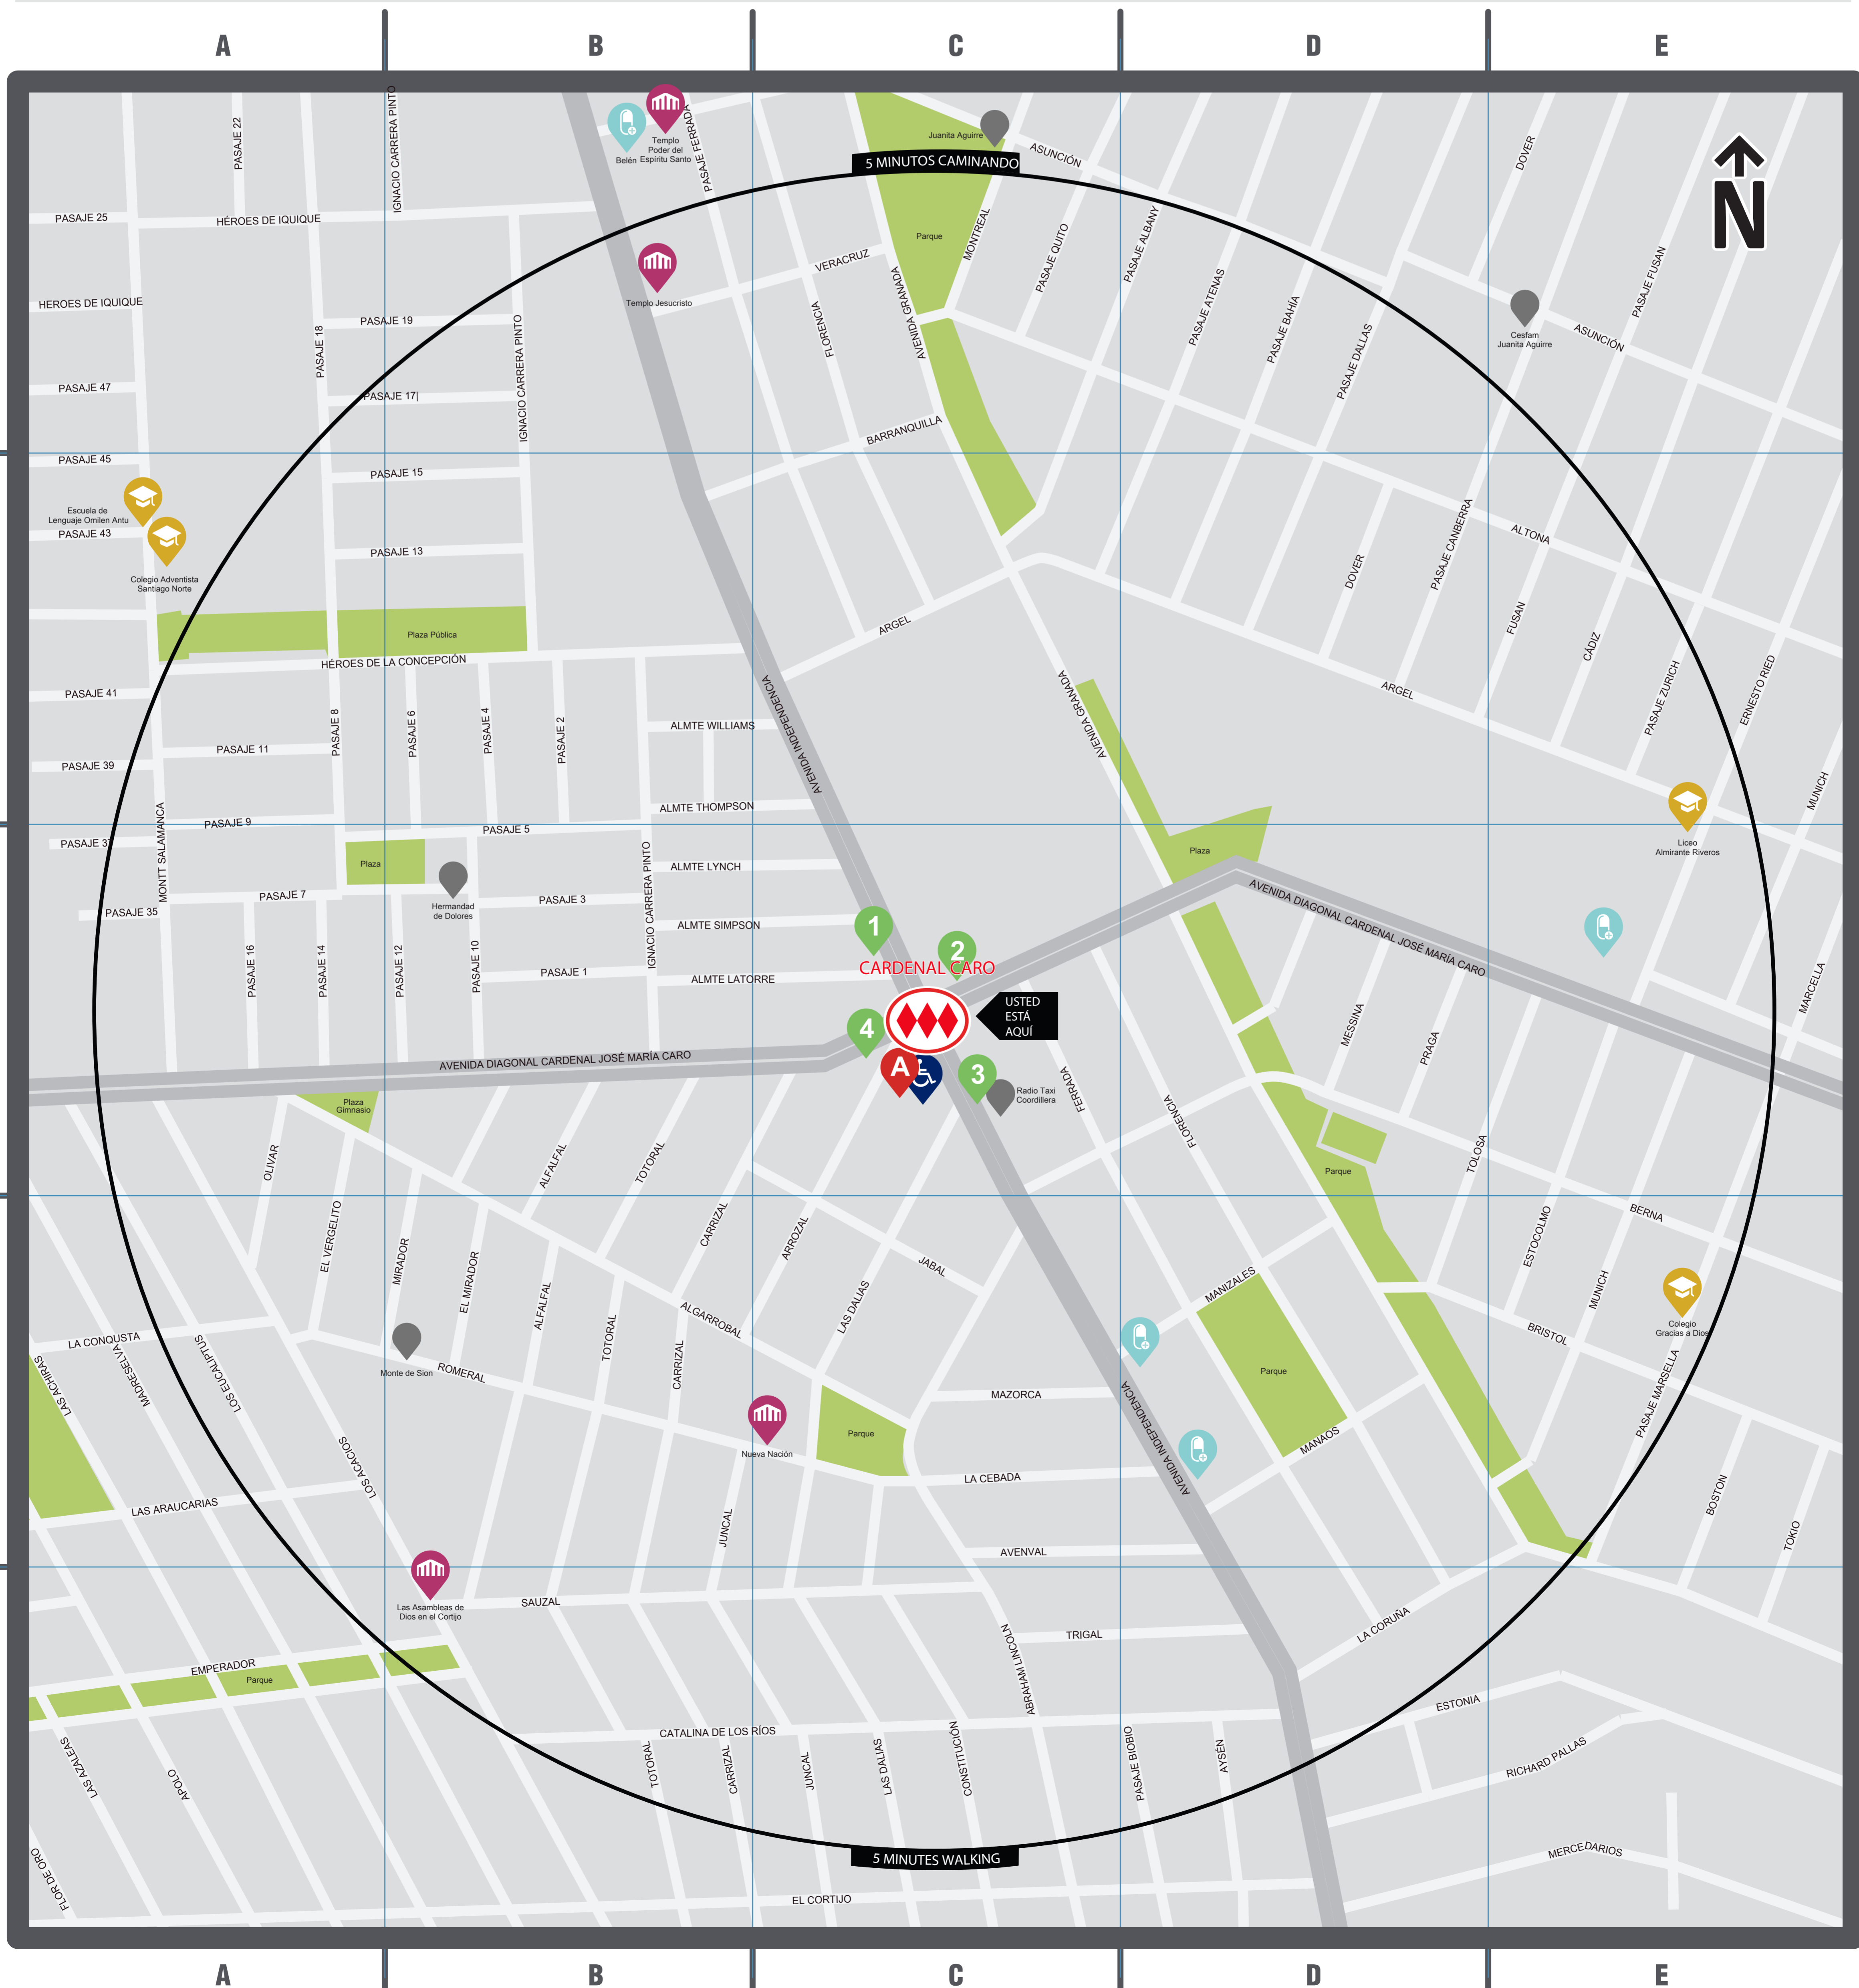 A
B
C
D
E
PASAJE 22
IGNACIO CARRERA PINTO
Belén
Templo
Poder del
Espíritu Santo
PASAJE FERRADA
Juanita Aguirre
5 MINUTOS CAMINANDO
ASUNCIÓN
DOVER
N
PASAJE 25
HÉROES DE IQUIQUE
Parque
MONTREAL
PASAJE QUITO
PASAJE ALBANY
VERACRUZ
PASAJE ATENAS
PASAJE FUSAN
HEROES DE IQUIQUE
Templo Jesucristo
PASAJE 19
PASAJE 18
IGNACIO CARRERA PINTO
FLORENCIA
AVENIDA GRANADA
PASAJE BAHÍA
PASAJE DALLAS
Cesfam
Juanita Aguirre
ASUNCIÓN
PASAJE 47
PASAJE 17|
BARRANQUILLA
PASAJE 45
PASAJE 15
Escuela de
Lenguaje Omilen Antu
PASAJE 43
PASAJE 13
Colegio Adventista
Santiago Norte
DOVER
PASAJE CANBERRA
ALTONA
FUSAN
CÁDIZ
Plaza Pública
ARGEL
HÉROES DE LA CONCEPCIÓN
PASAJE 41
ARGEL
PASAJE ZURICH
ERNESTO RIED
PASAJE 8
PASAJE 6
PASAJE 4
PASAJE 2
ALMTE WILLIAMS
AVENIDA INDEPENDENCIA
AVENIDA GRANADA
PASAJE 11
PASAJE 39
MUNICH
ALMTE THOMPSON
PASAJE 9
PASAJE 5
PASAJE 37
MONTT SALAMANCA
Plaza
Plaza
Liceo
Almirante Riveros
ALMTE LYNCH
IGNACIO CARRERA PINTO
PASAJE 7
PASAJE 3
PASAJE 35
Hermandad
de Dolores
AVENIDA DIAGONAL CARDENAL JOSÉ MARÍA CARO
ALMTE SIMPSON
1
2
CARDENAL CARO
PASAJE 16
PASAJE 14
PASAJE 12
PASAJE 10
PASAJE 1
ALMTE LATORRE
USTED
ESTÁ
AQUÍ
MARCELLA
4
MESSINA
PRAGA
AVENIDA DIAGONAL CARDENAL JOSÉ MARÍA CARO
A
3
Radio Taxi
Coordillera
FERRADA
FLORENCIA
Plaza
Gimnasio
OLIVAR
ALFALFAL
TOTORAL
Parque
TOLOSA
EL VERGELITO
MIRADOR
EL MIRADOR
CARRIZAL
ARROZAL
JABAL
ESTOCOLMO
BERNA
MANIZALES
MUNICH
LAS DALIAS
ALFALFAL
TOTORAL
CARRIZAL
ALGARROBAL
LA CONQUSTA
LAS ACHIRAS
MADRESELVA
LOS EUCALIPTUS
Monte de Sion
ROMERAL
BRISTOL
Colegio
Gracias a Dios
Parque
MAZORCA
PASAJE MARSELLA
AVENIDA INDEPENDENCIA
Nueva Nación
Parque
MANAOS
LOS ACACIOS
LA CEBADA
LAS ARAUCARIAS
JUNCAL
BOSTON
TOKIO
AVENVAL
Las Asambleas de
Dios en el Cortijo
SAUZAL
ABRAHAM LINCOLN
TRIGAL
LA CORUÑA
EMPERADOR
Parque
ESTONIA
CATALINA DE LOS RÍOS
LAS AZALEAS
APOLO
TOTORAL
CARRIZAL
JUNCAL
LAS DALIAS
CONSTITUCIÓN
PASAJE BIOBIO
AYSÉN
RICHARD PALLAS
FLOR DE ORO
5 MINUTES WALKING
MERCEDARIOS
EL CORTIJO
A
B
C
D
E